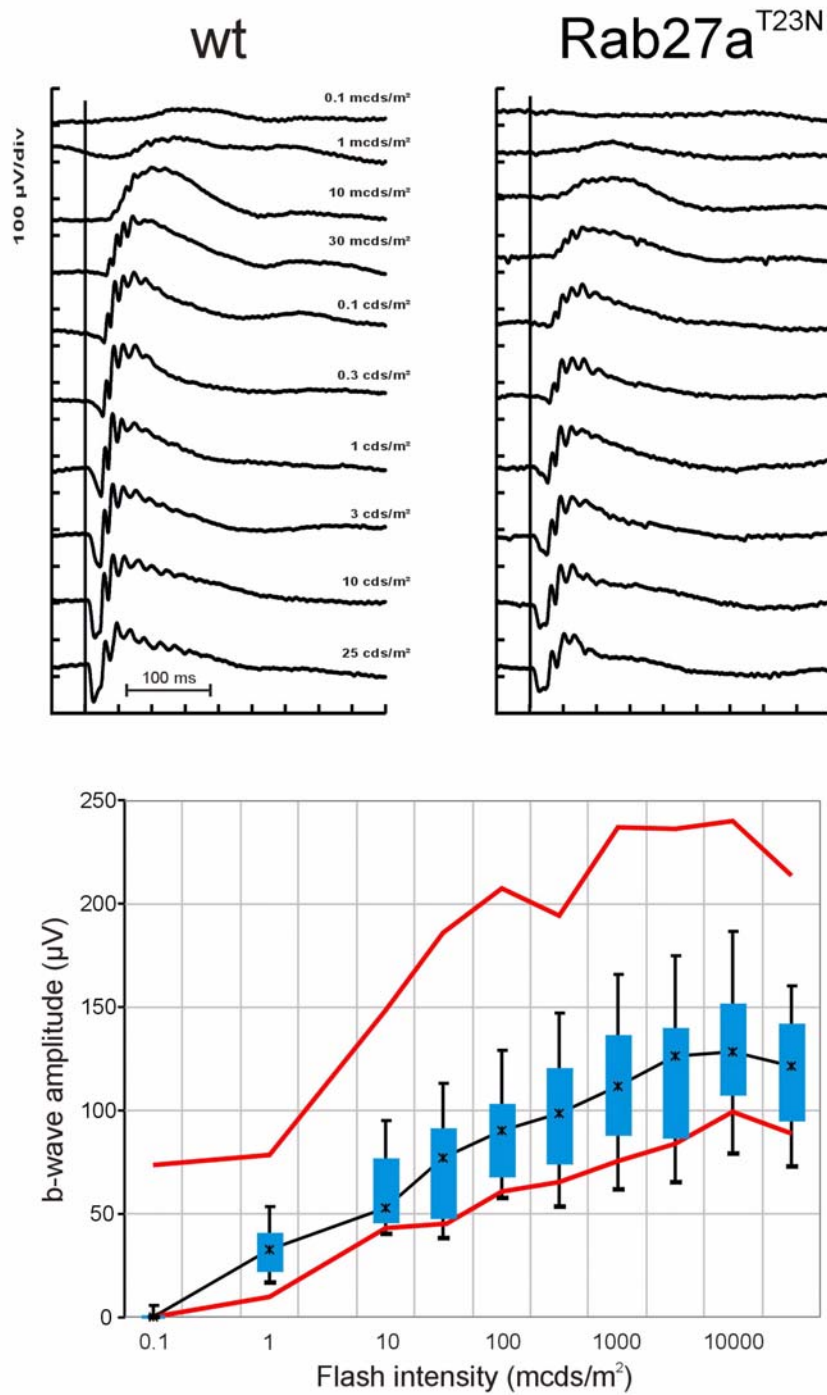 wt
Rab27aT23N
100 µV/div
0.1 mcds/m²
1 mcds/m²
10 mcds/m²
30 mcds/m²
0.1 cds/m²
0.3 cds/m²
1 cds/m²
3 cds/m²
10 cds/m²
25 cds/m²
100 ms
b-wave amplitude (µV)
250
200
150
100
50
0
0.1 1 10 100 1000 10000
Flash intensity (mcds/m²)